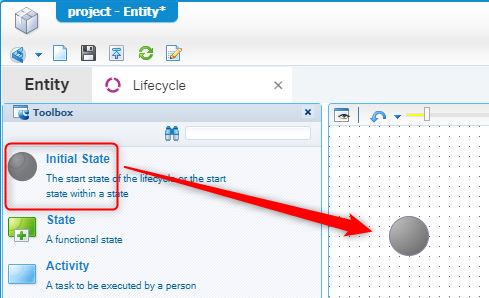 project - Entity*
Entity
Lifecycle
Toolbox
Initial State
The start state of the lifecycle or the start
state within a state
State
A functional state
Activity
A task to be executed by a person